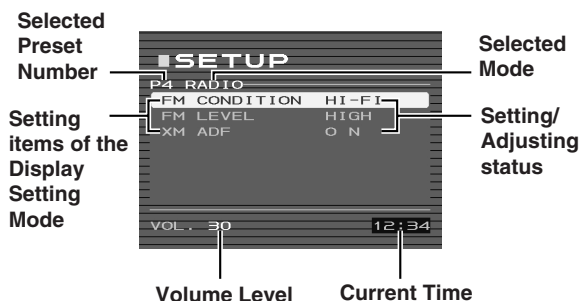 Selected
Preset
Number
SETUP
Selected
Mode
P4 RADIO
FM CONDITION HI-FI
FM LEVEL HIGH
XM ADF O N
Setting
items of the
Display
Setting
Mode
Setting/
Adjusting
status
VOL. 30 12:34
Volume Level Current Time